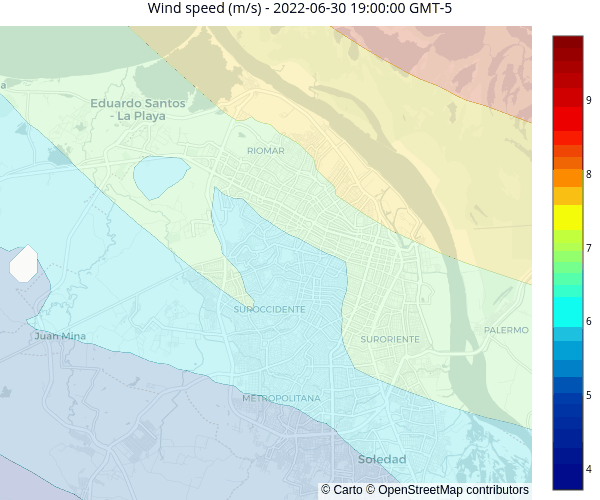 Wind speed (m/s) - 2022-06-30 19:00:00 GMT-5
a
Eduardo Santos
- La Playa
RIOMAR
SUROCCIDENTE
Juan Mina
SURORIENTE
PALERMO
METROPOLITANA
Soledad
© Carto © OpenStreetMap contributors
9
8
7
6
5
4